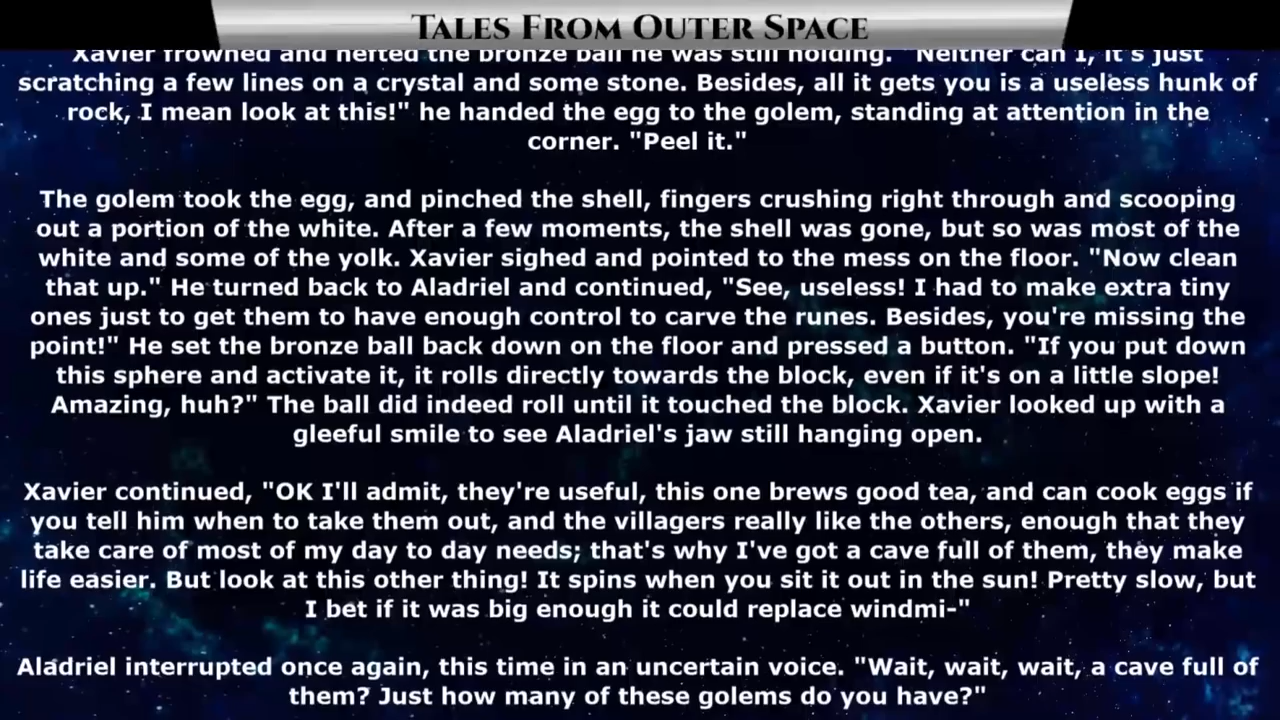 Tales From Outer Space
Xavier frowned and hefted the bronze ball he was still holding. "Neither can I, it's just
scratching a few lines on a crystal and some stone. Besides, all it gets you is a useless hunk of
rock, I mean look at this!" he handed the egg to the golem, standing at attention in the
corner. "Peel it."
The golem took the egg, and pinched the shell, fingers crushing right through and scooping
out a portion of the white. After a few moments, the shell was gone, but so was most of the
white and some of the yolk. Xavier sighed and pointed to the mess on the floor. "Now clean
that up." He turned back to Aladriel and continued, "See, useless! I had to make extra tiny
ones just to get them to have enough control to carve the runes. Besides, you're missing the
point!" He set the bronze ball back down on the floor and pressed a button. "If you put down
this sphere and activate it, it rolls directly towards the block, even if it's on a little slope!
Amazing, huh?" The ball did indeed roll until it touched the block. Xavier looked up with a
gleeful smile to see Aladriel's jaw still hanging open.
Xavier continued, "OK I'll admit, they're useful, this one brews good tea, and can cook eggs if
you tell him when to take them out, and the villagers really like the others, enough that they
take care of most of my day to day needs; that's why I've got a cave full of them, they make
life easier. But look at this other thing! It spins when you sit it out in the sun! Pretty slow, but
I bet if it was big enough it could replace windmi-"
Aladriel interrupted once again, this time in an uncertain voice. "Wait, wait, wait, a cave full of
them? Just how many of these golems do you have?"